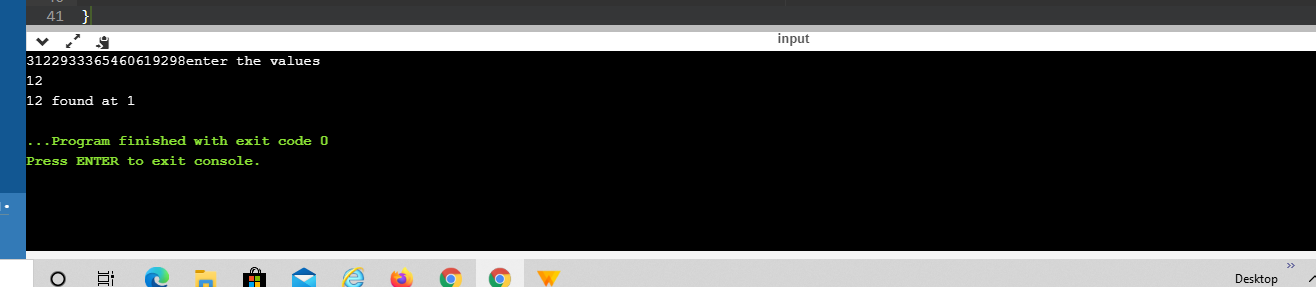 41 }
input
3122933365460619298enter the values
12
12 found at 1
...Program finished with exit code 0
Press ENTER to exit console.
Desktop